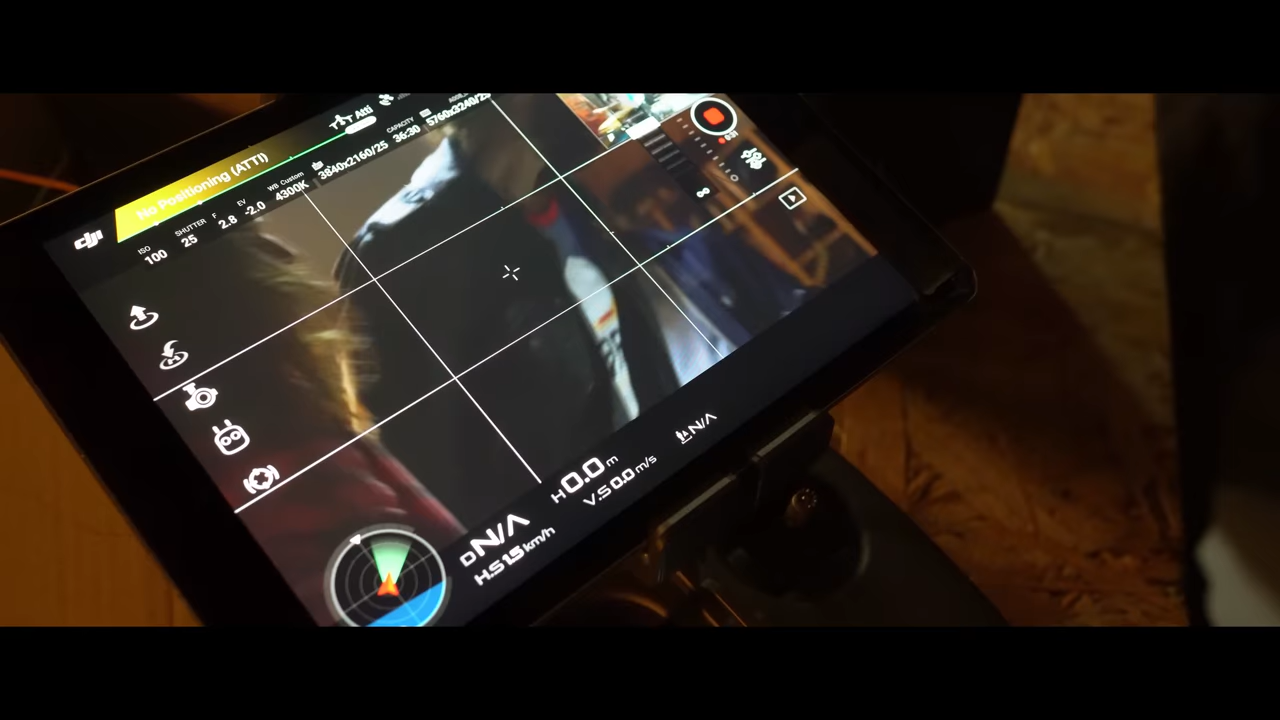 Atti
No Positioning (ATTI)
dji
ISO
100
SHUTTER
25
F
2.8
EV
-2.0
WB Custom
4300K
3840x2160/25
CAPACITY
36:30
5760x3240/25
P
∞
H 0.0 m
V.S 0.0 m/s
N/A
D N/A
H.S 1.5 km/h